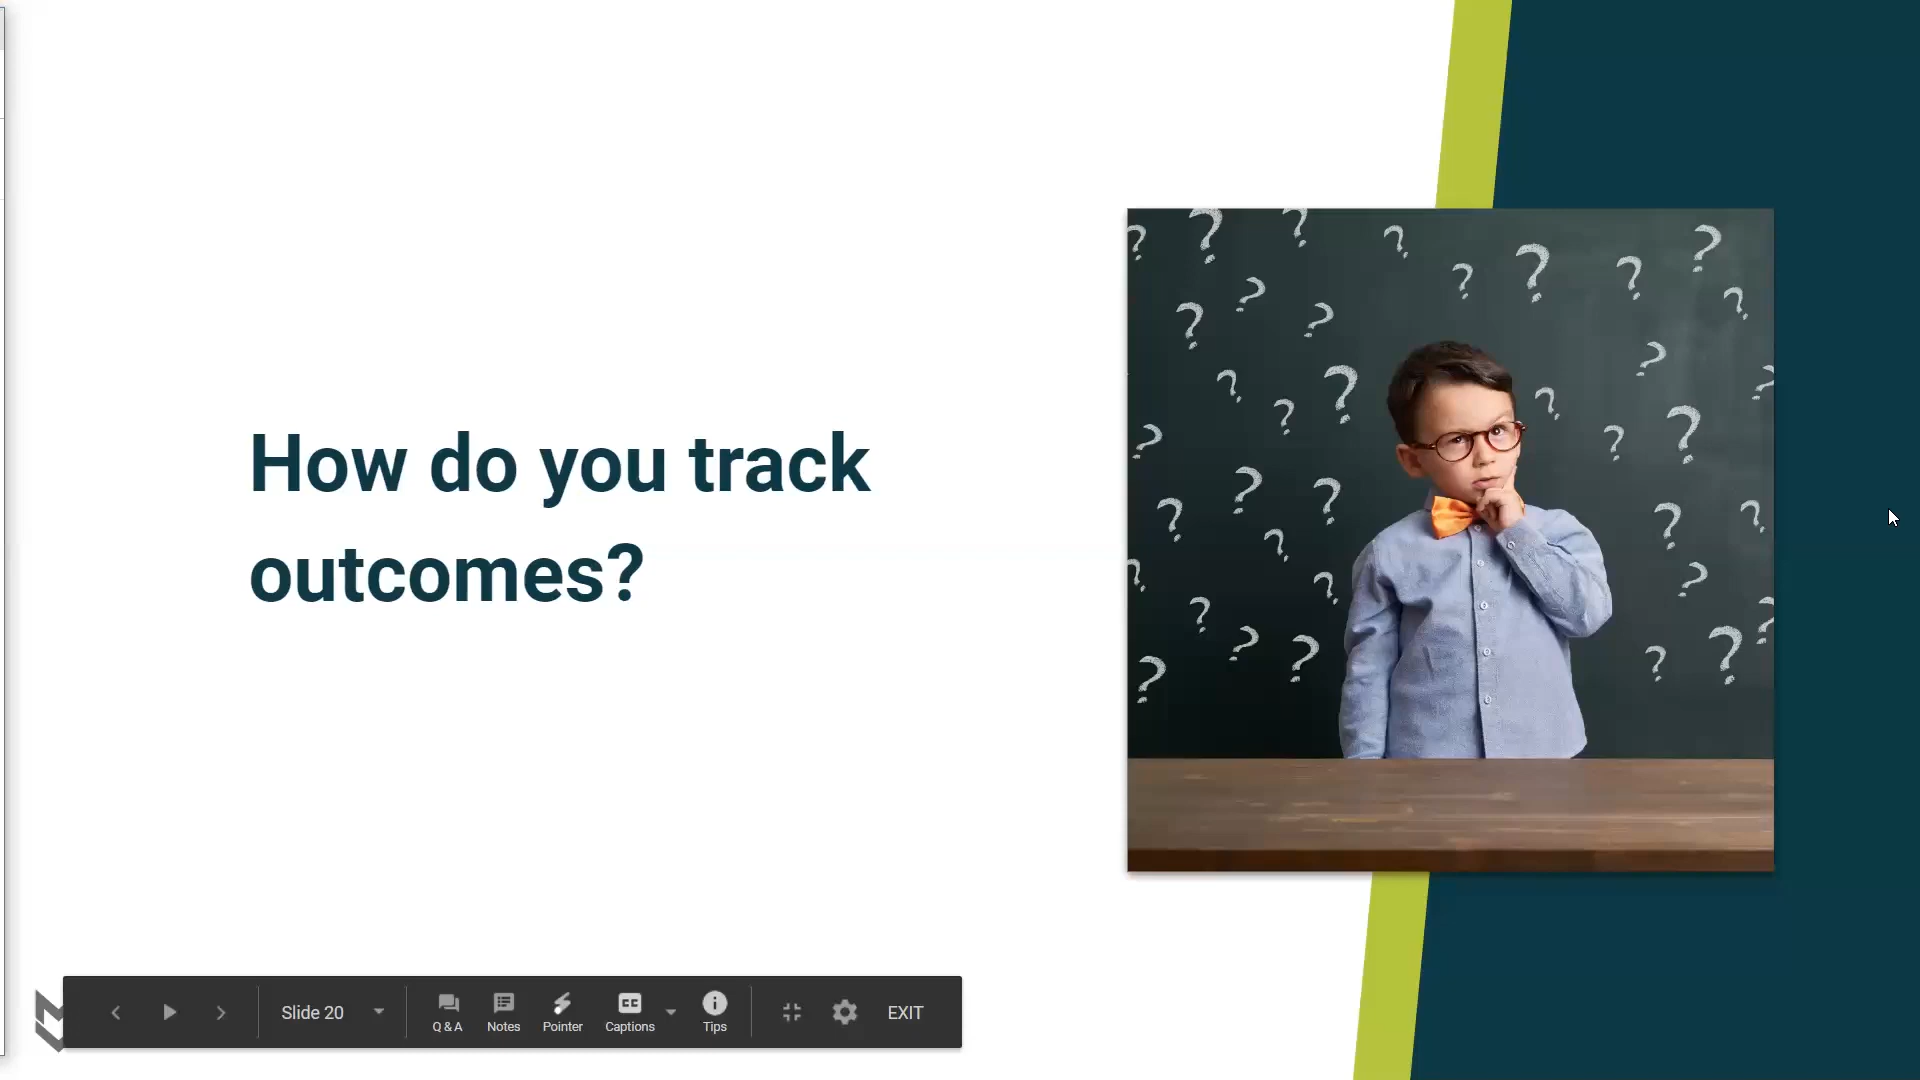 How do you track
outcomes?
Slide 20
Q & A
Notes
Pointer
Captions
Tips
EXIT